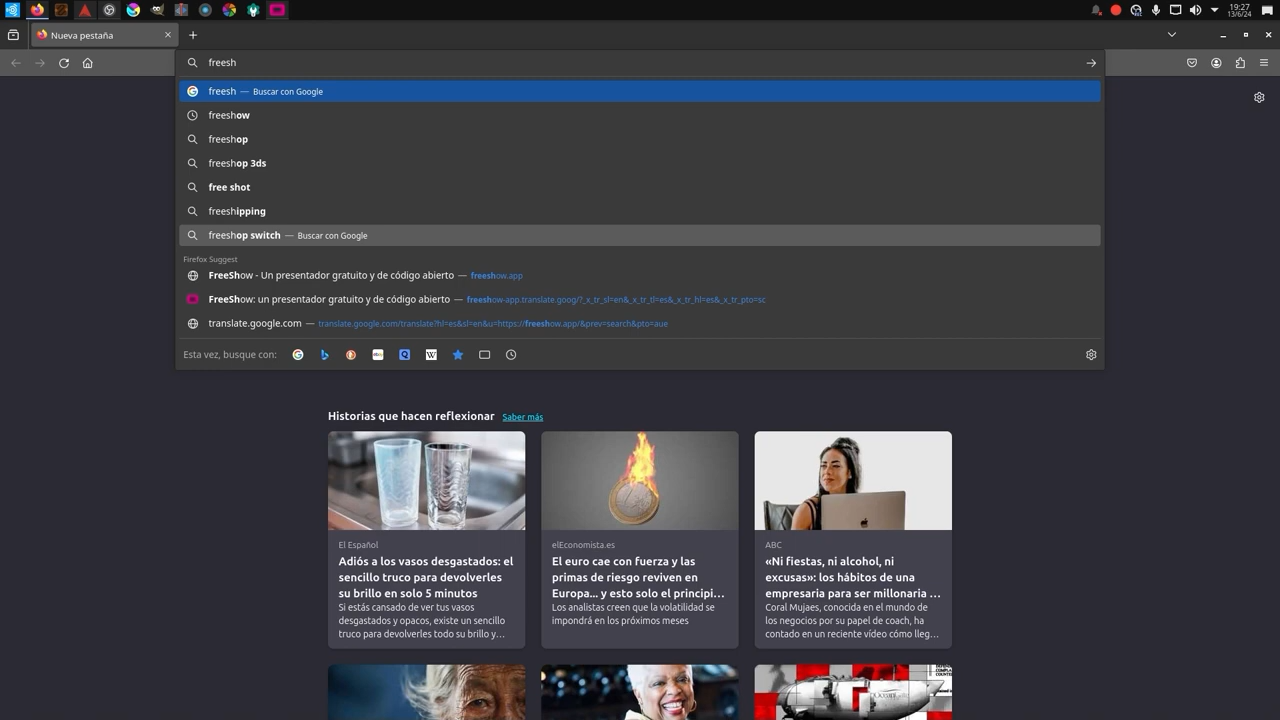 19:27
13/6/24
Nueva pestaña
freesh
freesh — Buscar con Google
freeshow
freeshop
freeshop 3ds
free shot
freeshipping
freeshop switch — Buscar con Google
Firefox Suggest
FreeShow - Un presentador gratuito y de código abierto — freeshow.app
FreeShow: un presentador gratuito y de código abierto — freeshow-app.translate.goog/?_x_tr_sl=en&_x_tr_tl=es&_x_tr_hl=es&_x_tr_pto=sc
translate.google.com — translate.google.com/translate?hl=es&sl=en&u=https://freeshow.app/&prev=search&pto=aue
Esta vez, busque con:
Historias que hacen reflexionar Saber más
El Español
Adiós a los vasos desgastados: el
sencillo truco para devolverles
su brillo en solo 5 minutos
Si estás cansado de ver tus vasos
desgastados y opacos, existe un sencillo
truco para devolverles todo su brillo y…
elEconomista.es
El euro cae con fuerza y las
primas de riesgo reviven en
Europa... y esto solo el principi…
Los analistas creen que la volatilidad se
impondrá en los próximos meses
ABC
«Ni fiestas, ni alcohol, ni
excusas»: los hábitos de una
empresaria para ser millonaria …
Coral Mujaes, conocida en el mundo de
los negocios por su papel de coach, ha
contado en un reciente vídeo cómo lleg…